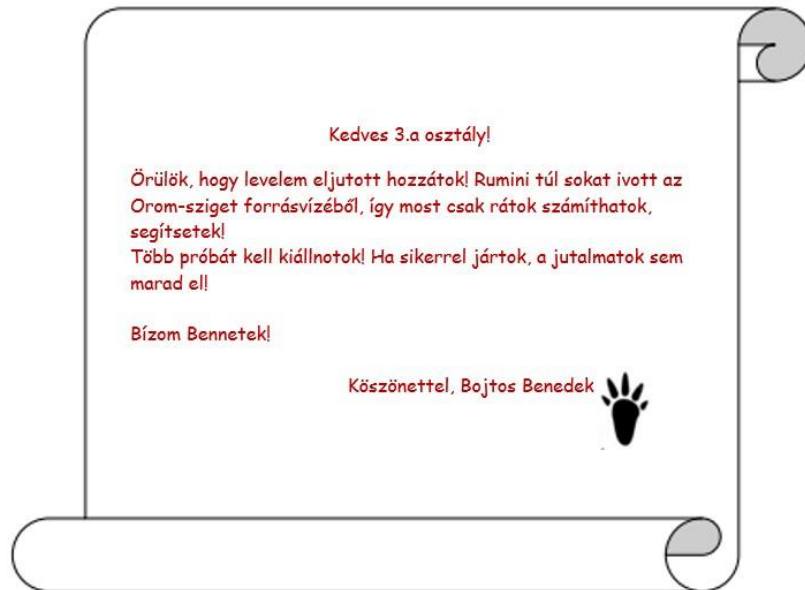 Kedves 3.a osztály!
Örülök, hogy levelem eljutott hozzátok! Rumini túl sokat ivott az
Orom-sziget forrásvízéből, így most csak rátok számíthatok,
segítsetek!
Több próbát kell kiállnotok! Ha sikerrel jártok, a jutalmatok sem
marad el!
Bízom Bennetek!
Köszönettel, Bojtos Benedek